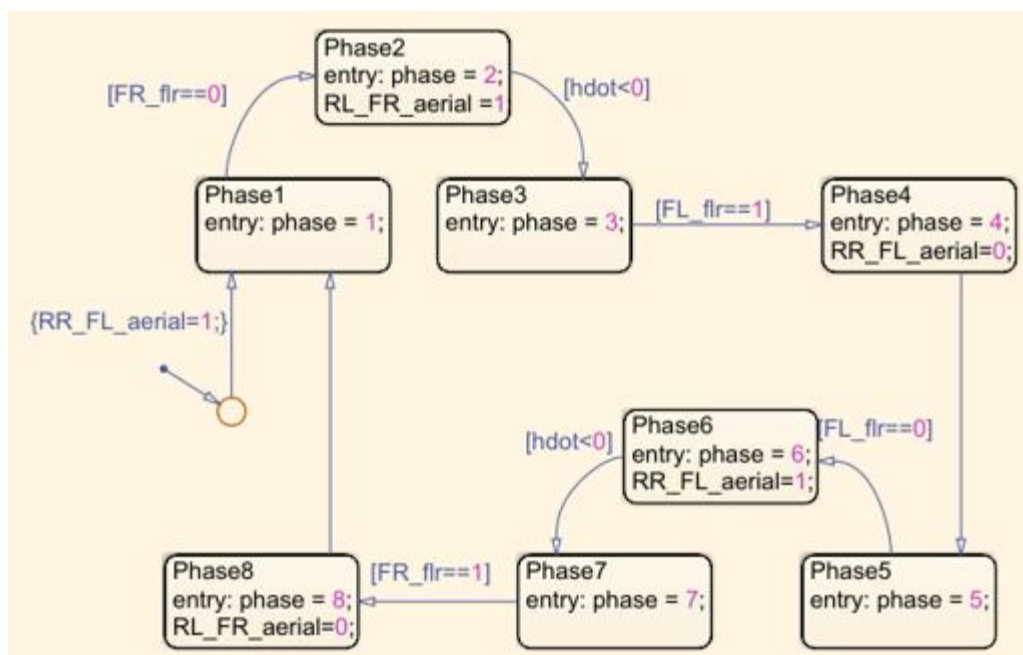 Phase2
entry: phase = 2;
RL_FR_aerial =1
[FR_flr==0]
[hdot<0]
Phase1
entry: phase = 1;
Phase3
entry: phase = 3;
[FL_flr==1]
Phase4
entry: phase = 4;
RR_FL_aerial=0;
{RR_FL_aerial=1;}
Phase6
entry: phase = 6;
RR_FL_aerial=1;
[hdot<0]
[FL_flr==0]
Phase8
entry: phase = 8;
RL_FR_aerial=0;
[FR_flr==1]
Phase7
entry: phase = 7;
Phase5
entry: phase = 5;